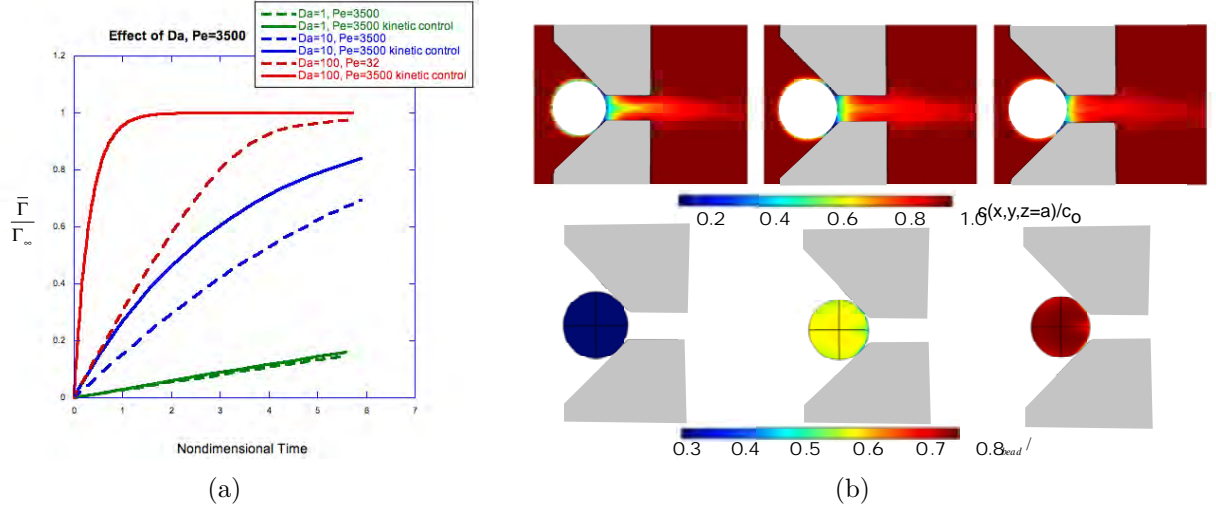 Effect of Da, Pe=3500
Da=1, Pe=3500
Da=1, Pe=3500 kinetic control
Da=10, Pe=3500
Da=10, Pe=3500 kinetic control
Da=100, Pe=32
Da=100, Pe=3500 kinetic control
1.2
1
0.8
0.6
0.4
0.2
0
Γ̄
Γ∞
0 1 2 3 4 5 6 7
Nondimensional Time
(a)
0.2 0.4 0.6 0.8 1.0
c(x,y,z=a)/c₀
0.3 0.4 0.5 0.6 0.7 0.8
bead /
(b)